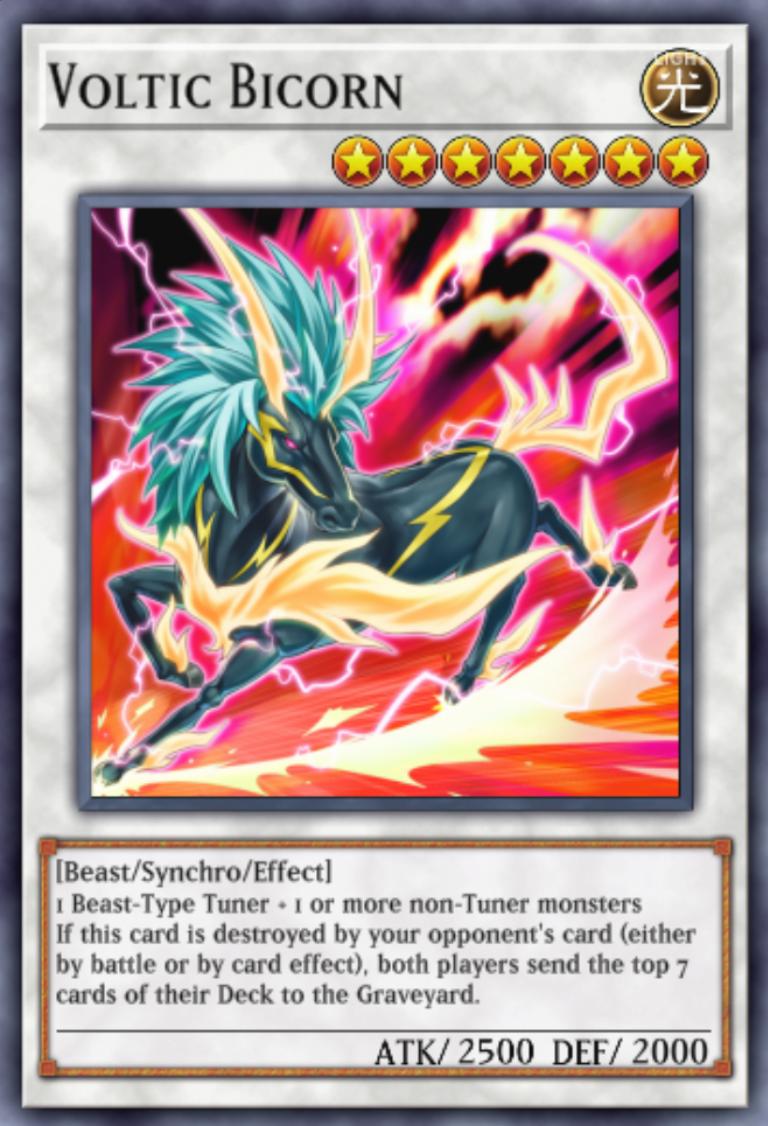 Voltic Bicorn
LIGHT
光
[Beast/Synchro/Effect]
1 Beast-Type Tuner + 1 or more non-Tuner monsters
If this card is destroyed by your opponent's card (either
by battle or by card effect), both players send the top 7
cards of their Deck to the Graveyard.
ATK/ 2500 DEF/ 2000